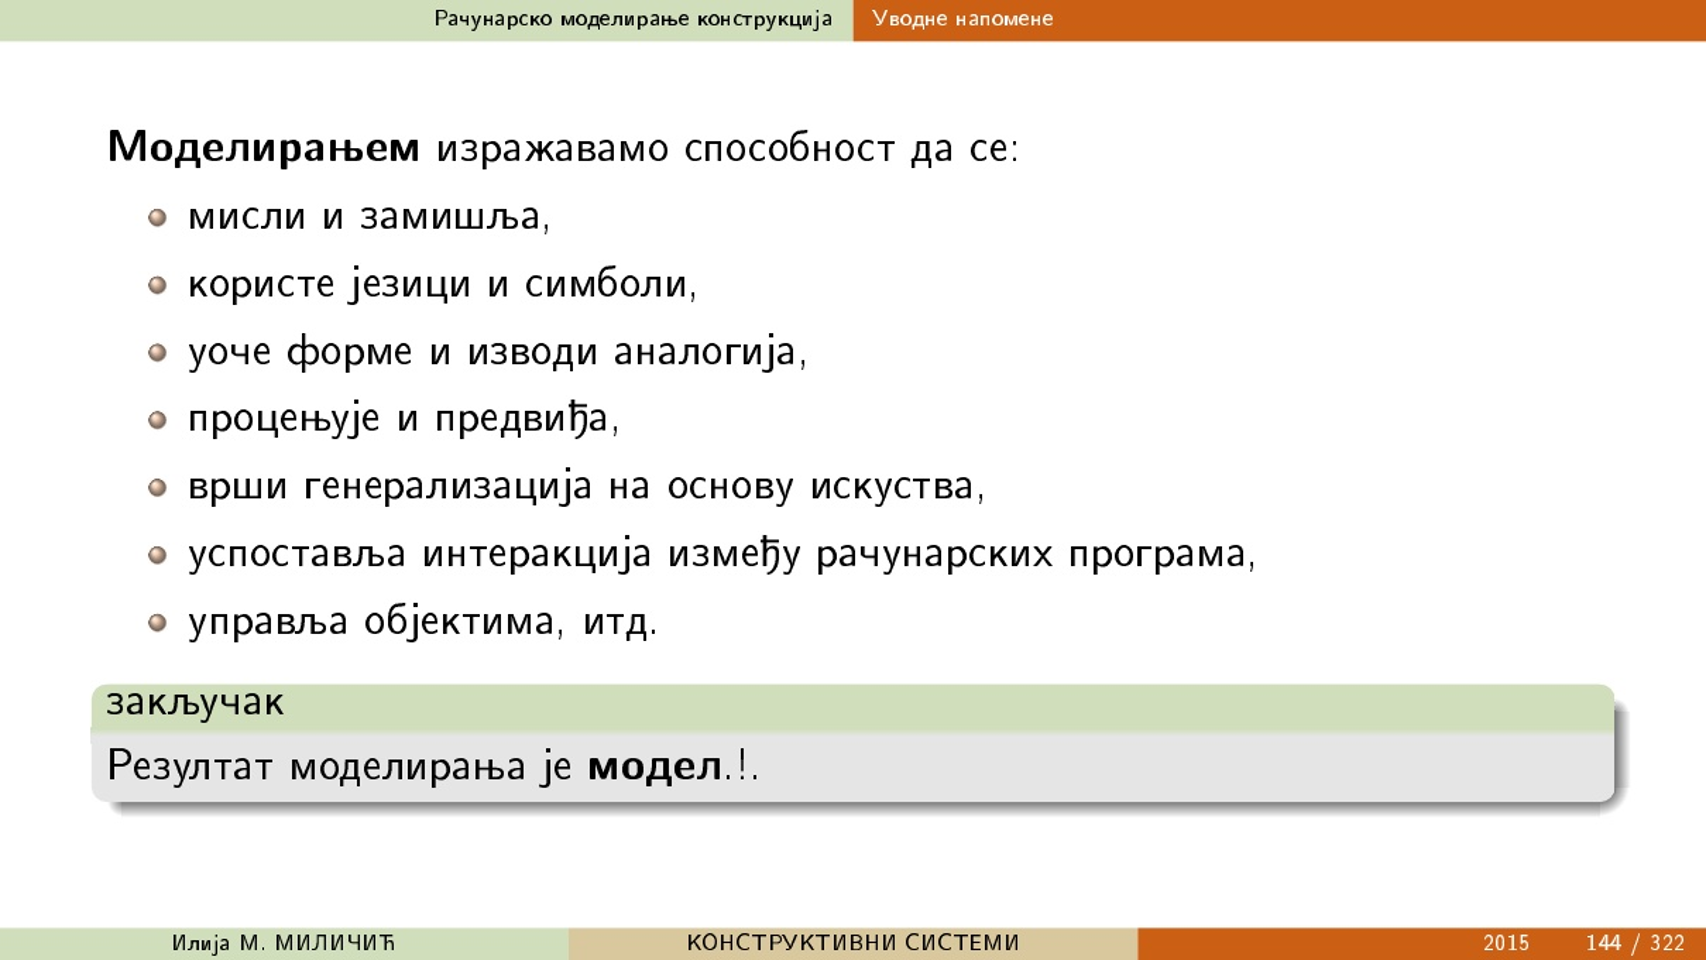 Рачунарско моделирање конструкција Уводне напомене
Моделирањем изражавамо способност да се:
мисли и замишља,
користе језици и симболи,
уоче форме и изводи аналогија,
процењује и предвиђа,
врши генерализација на основу искуства,
успоставља интеракција између рачунарских програма,
управља објектима, итд.
закључак
Резултат моделирања је модел.!.
Илија М. МИЛИЧИЋ КОНСТРУКТИВНИ СИСТЕМИ 2015 144 / 322